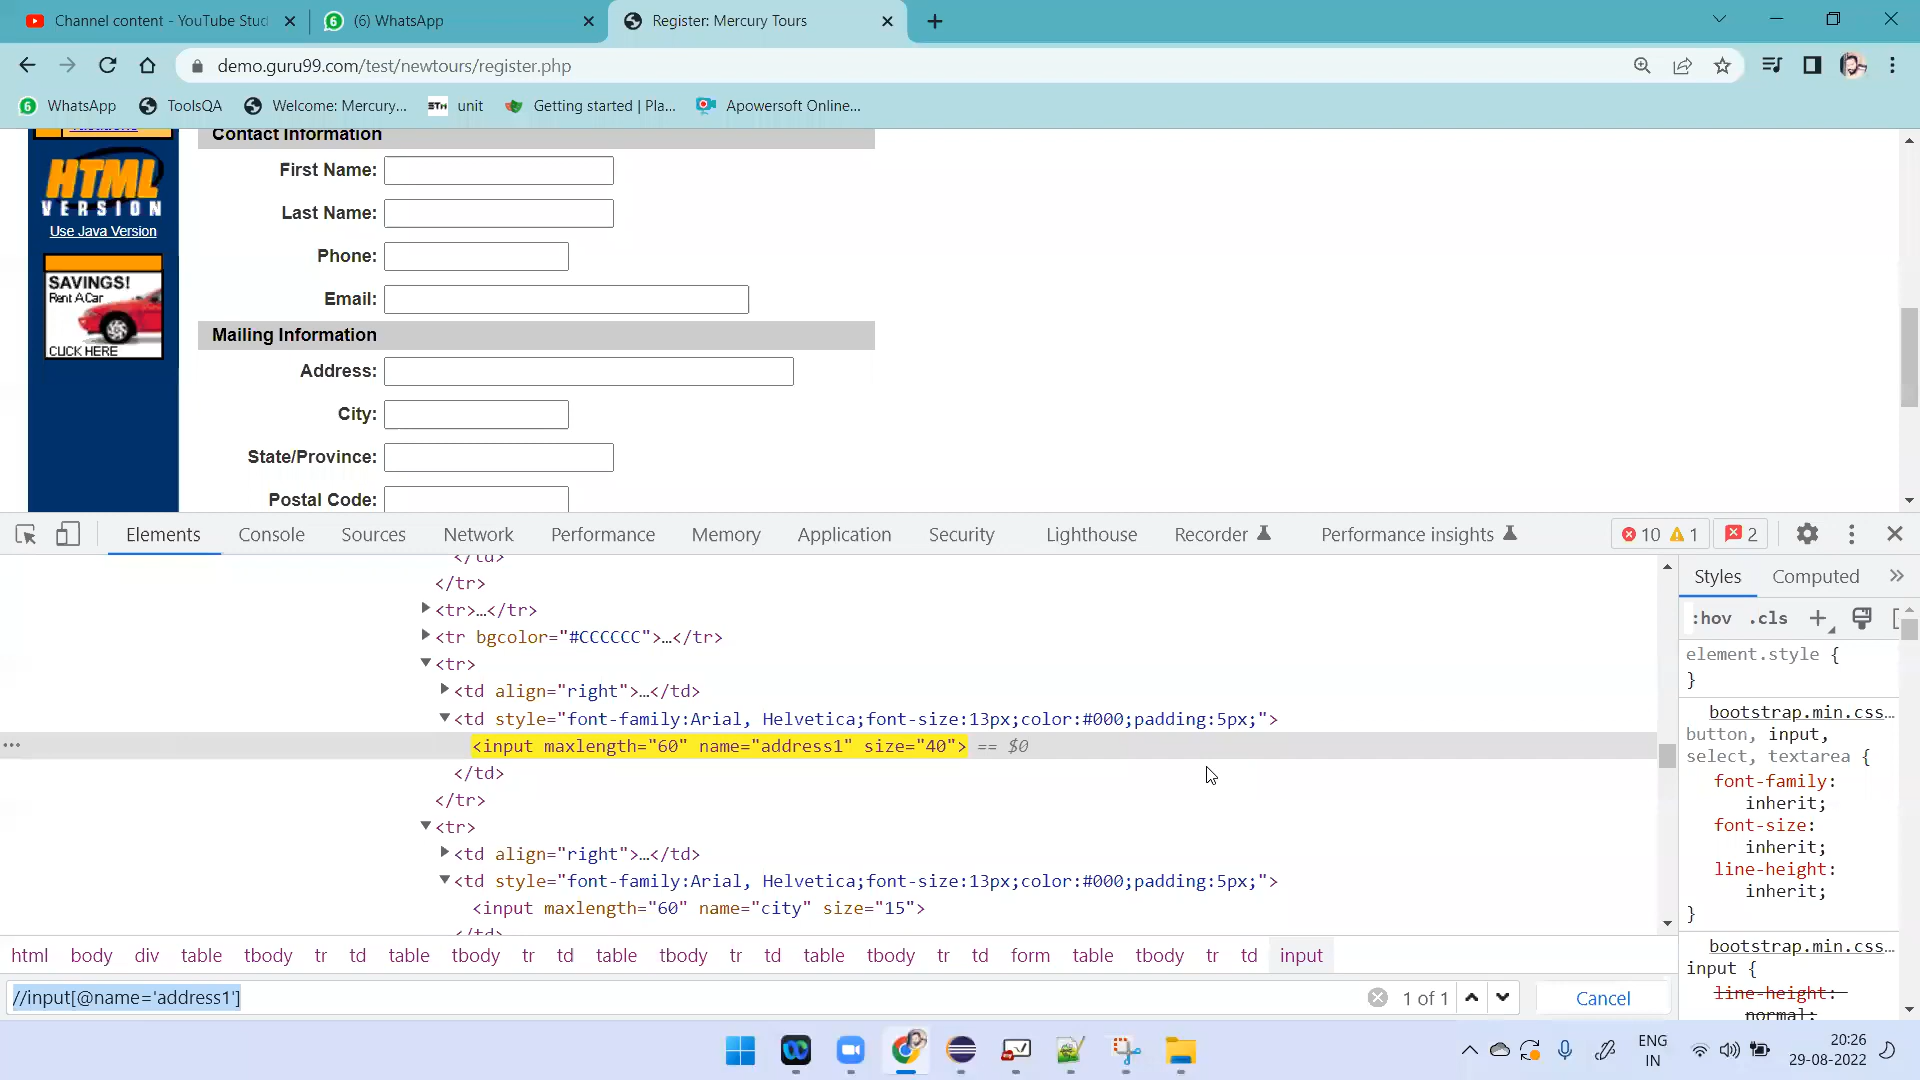 Channel content - YouTube Stud
(6) WhatsApp
Register: Mercury Tours
demo.guru99.com/test/newtours/register.php
WhatsApp
ToolsQA
Welcome: Mercury...
STH unit
Getting started | Pla...
Apowersoft Online...
Contact Information
First Name:
Last Name:
Phone:
Email:
Mailing Information
Address:
City:
State/Province:
Postal Code:
HTML
VERSION
Use Java Version
SAVINGS!
Rent A Car
CLICK HERE
Elements
Console
Sources
Network
Performance
Memory
Application
Security
Lighthouse
Recorder
Performance insights
10
1
2
</td>
</tr>
<tr>…</tr>
<tr bgcolor="#CCCCCC">…</tr>
<tr>
<td align="right">…</td>
<td style="font-family:Arial, Helvetica;font-size:13px;color:#000;padding:5px;">
<input maxlength="60" name="address1" size="40"> == $0
</td>
</tr>
<tr>
<td align="right">…</td>
<td style="font-family:Arial, Helvetica;font-size:13px;color:#000;padding:5px;">
<input maxlength="60" name="city" size="15">
</td>
Styles
Computed
:hov .cls
element.style {
}
bootstrap.min.css…
button, input,
select, textarea {
font-family:
inherit;
font-size:
inherit;
line-height:
inherit;
}
bootstrap.min.css…
input {
line-height:
normal;
html body div table tbody tr td table tbody tr td table tbody tr td table tbody tr td form table tbody tr td input
//input[@name='address1']
1 of 1
Cancel
ENG
IN
20:26
29-08-2022